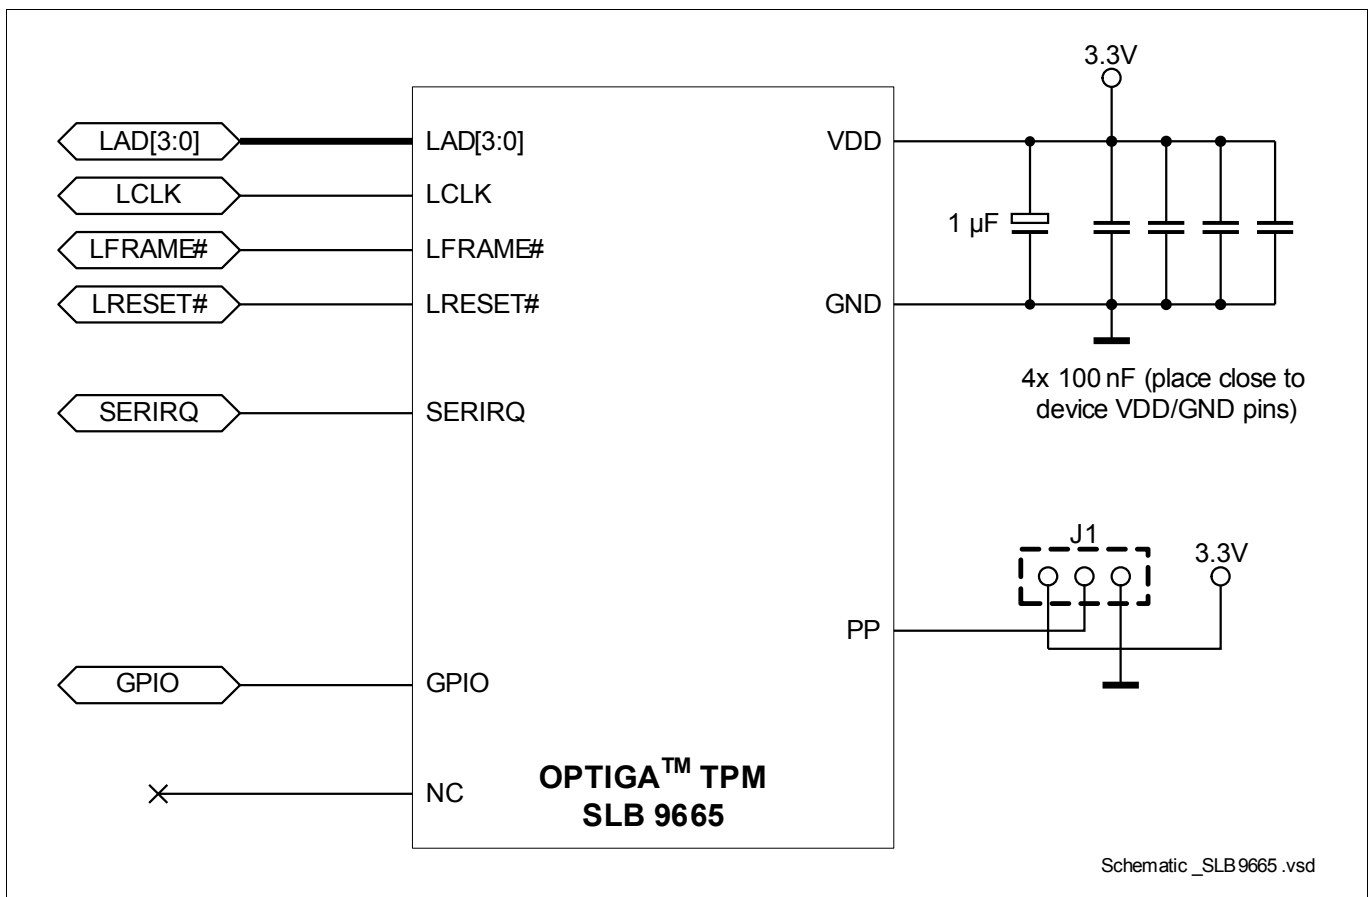 3.3V
LAD[3:0] LAD[3:0] VDD
LCLK LCLK
1 µF
LFRAME# LFRAME#
LRESET# LRESET# GND
4x 100 nF (place close to
device VDD/GND pins)
SERIRQ SERIRQ
J1
3.3V
PP
GPIO GPIO
OPTIGA™ TPM
NC
SLB 9665
Schematic_SLB9665.vsd